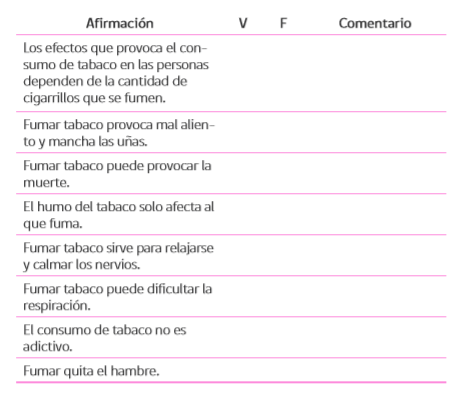 Afirmación V F Comentario
Los efectos que provoca el con-
sumo de tabaco en las personas
dependen de la cantidad de
cigarrillos que se fumen.
Fumar tabaco provoca mal alien-
to y mancha las uñas.
Fumar tabaco puede provocar la
muerte.
El humo del tabaco solo afecta al
que fuma.
Fumar tabaco sirve para relajarse
y calmar los nervios.
Fumar tabaco puede dificultar la
respiración.
El consumo de tabaco no es
adictivo.
Fumar quita el hambre.